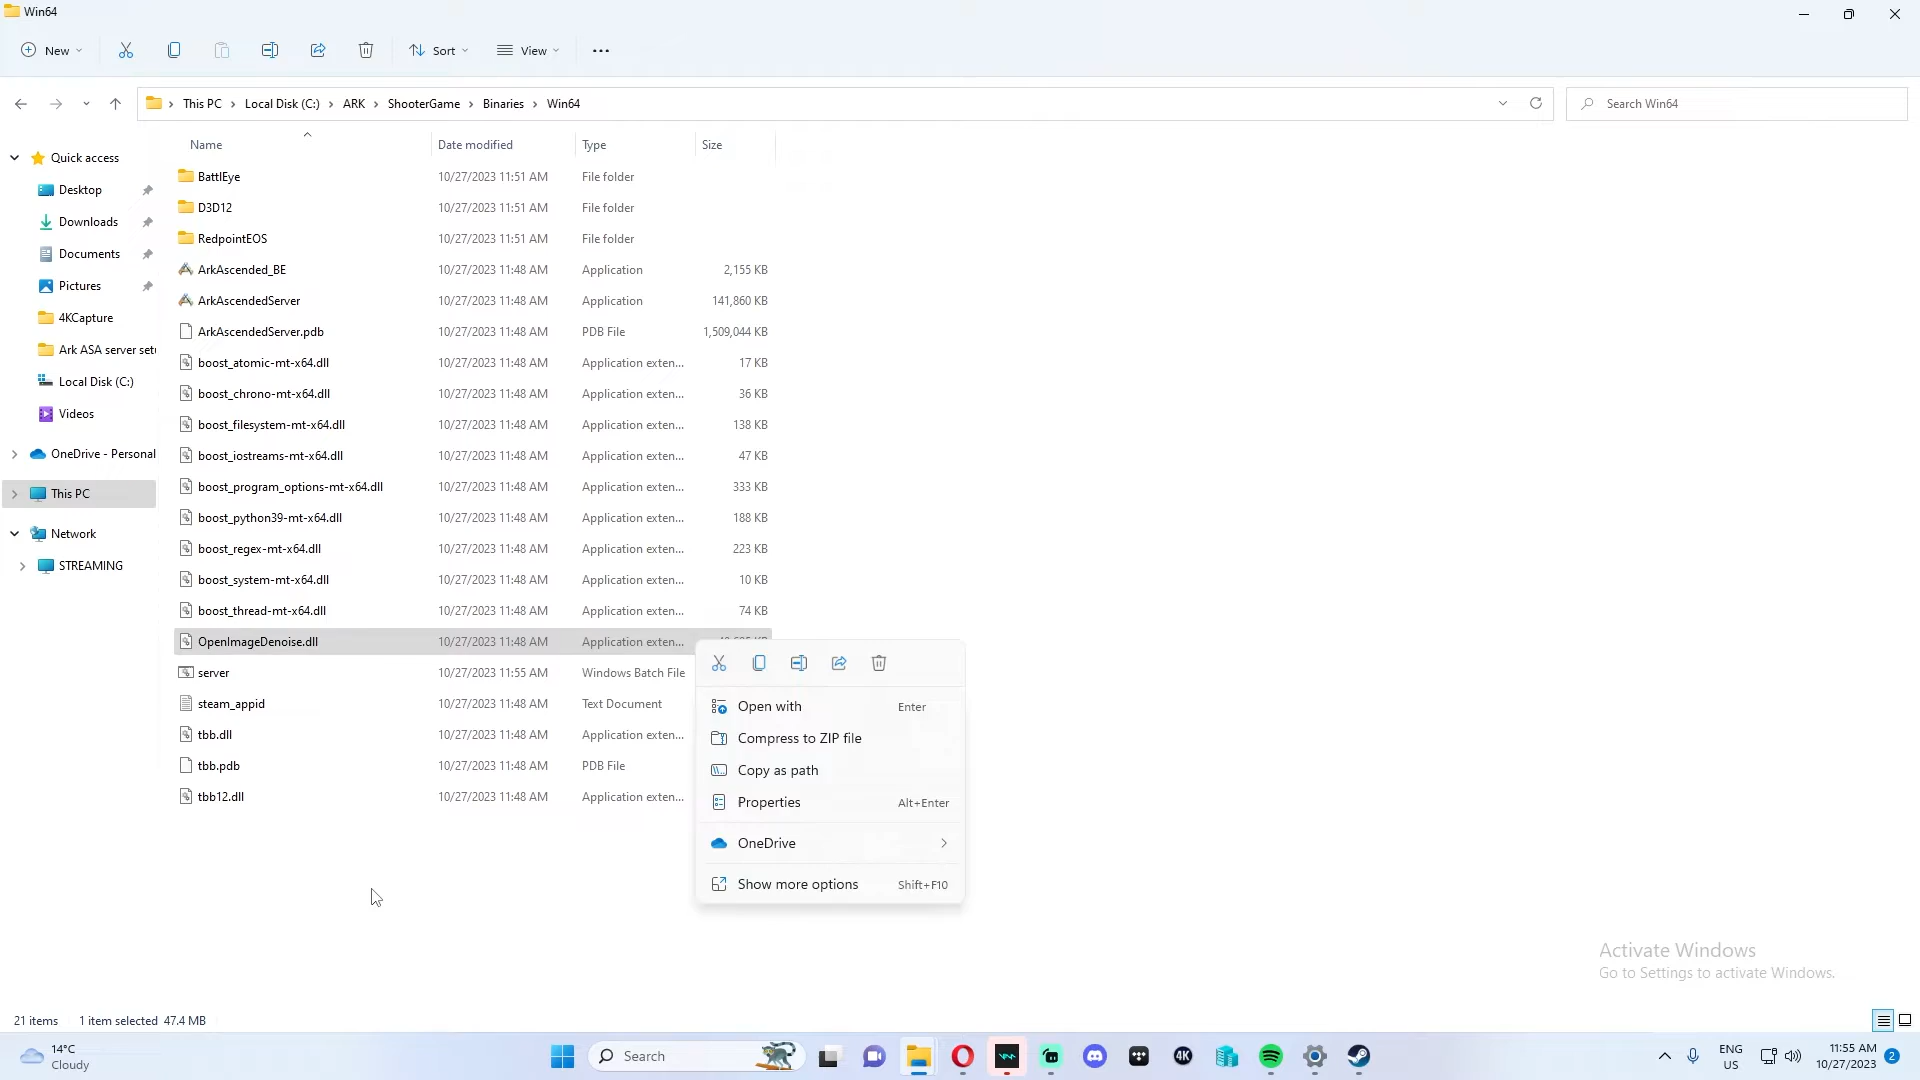 Win64
New
Sort
View
This PC
Local Disk (C:)
ARK
ShooterGame
Binaries
Win64
Search Win64
Name Date modified Type Size
Quick access
Desktop
Downloads
Documents
Pictures
4KCapture
Ark ASA server set
Local Disk (C:)
Videos
OneDrive - Personal
This PC
Network
STREAMING
BattlEye 10/27/2023 11:51 AM File folder
D3D12 10/27/2023 11:51 AM File folder
RedpointEOS 10/27/2023 11:51 AM File folder
ArkAscended_BE 10/27/2023 11:48 AM Application 2,155 KB
ArkAscendedServer 10/27/2023 11:48 AM Application 141,860 KB
ArkAscendedServer.pdb 10/27/2023 11:48 AM PDB File 1,509,044 KB
boost_atomic-mt-x64.dll 10/27/2023 11:48 AM Application exten... 17 KB
boost_chrono-mt-x64.dll 10/27/2023 11:48 AM Application exten... 36 KB
boost_filesystem-mt-x64.dll 10/27/2023 11:48 AM Application exten... 138 KB
boost_iostreams-mt-x64.dll 10/27/2023 11:48 AM Application exten... 47 KB
boost_program_options-mt-x64.dll 10/27/2023 11:48 AM Application exten... 333 KB
boost_python39-mt-x64.dll 10/27/2023 11:48 AM Application exten... 188 KB
boost_regex-mt-x64.dll 10/27/2023 11:48 AM Application exten... 223 KB
boost_system-mt-x64.dll 10/27/2023 11:48 AM Application exten... 10 KB
boost_thread-mt-x64.dll 10/27/2023 11:48 AM Application exten... 74 KB
OpenImageDenoise.dll 10/27/2023 11:48 AM Application exten...
server 10/27/2023 11:55 AM Windows Batch File
steam_appid 10/27/2023 11:48 AM Text Document
tbb.dll 10/27/2023 11:48 AM Application exten...
tbb.pdb 10/27/2023 11:48 AM PDB File
tbb12.dll 10/27/2023 11:48 AM Application exten...
Open with Enter
Compress to ZIP file
Copy as path
Properties Alt+Enter
OneDrive
Show more options Shift+F10
Activate Windows
Go to Settings to activate Windows.
21 items 1 item selected 47.4 MB
14°C
Cloudy
Search
4K
ENG
US
11:55 AM
10/27/2023
2